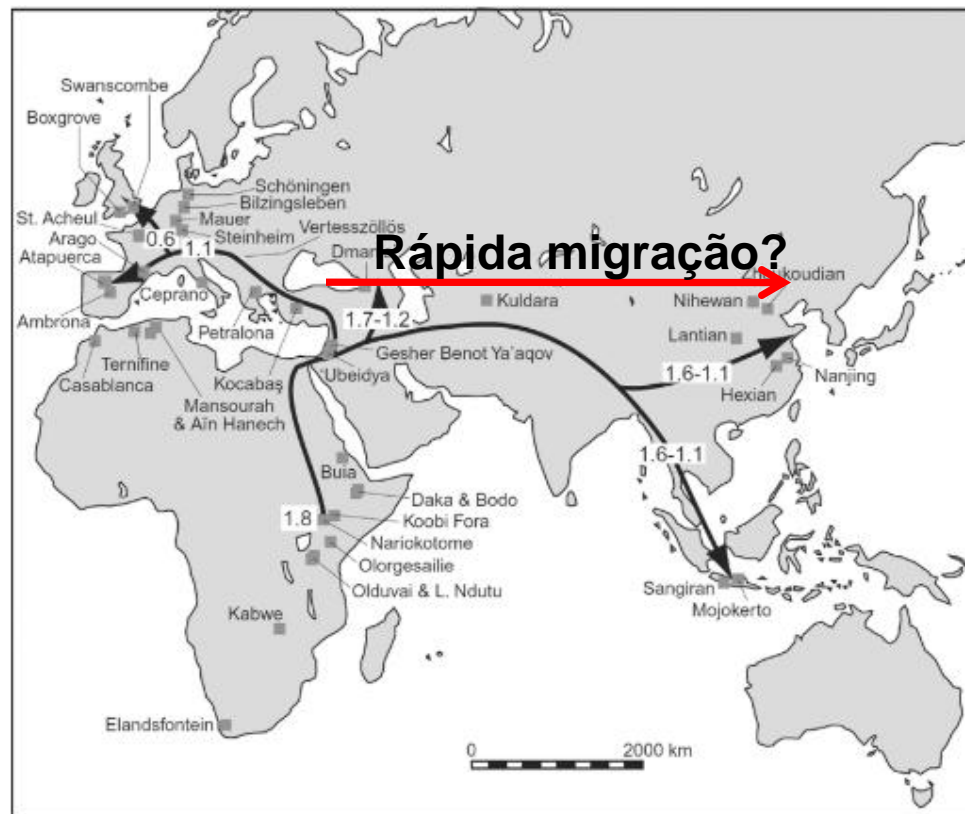 Swanscombe
Boxgrove
Schöningen
Bilzingsleben
St. Acheul
Mauer
Vertesszöllös
Arago
0.6
Steinheim
1.1
Atapuerca
Rápida migração?
Ceprano
Kuldara
Nihewan
Ambrona
Petralona
1.7-1.2
Lantian
Ternifine
Gesher Benot Ya'aqov
Casablanca
Kocabaş
'Ubeidya
Nanjing
Mansourah
& Aïn Hanech
1.6-1.1
Hexian
1.6-1.1
Buia
Daka & Bodo
1.8
Koobi Fora
Nariokotome
Olorgesailie
Olduvai & L. Ndutu
Sangiran
Mojokerto
Kabwe
Elandsfontein
0
2000 km